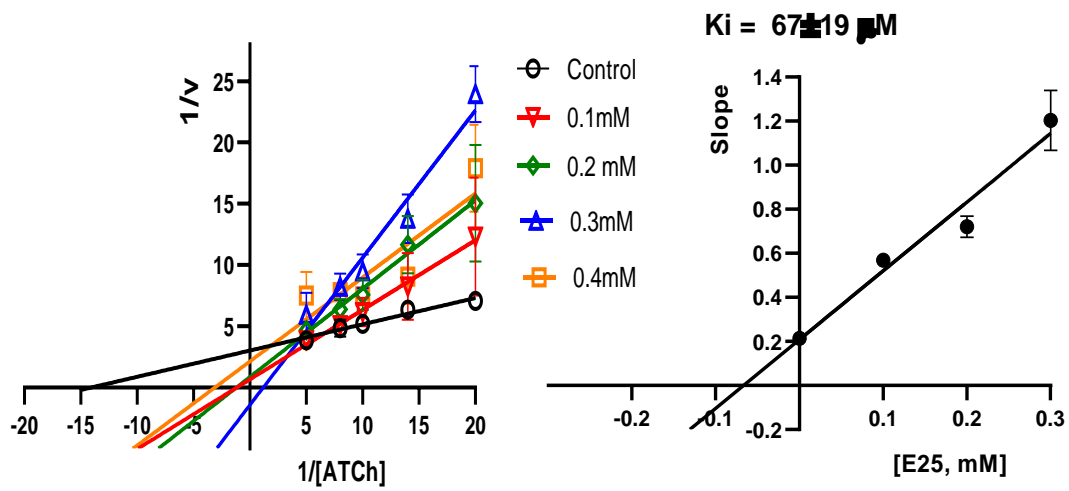 Ki = 67±19 µM
1/v
25
20
15
10
5
-20 -15 -10 -5 5 10 15 20
1/[ATCh]
Control
0.1mM
0.2 mM
0.3mM
0.4mM
Slope
1.4
1.2
1.0
0.8
0.6
0.4
0.2
-0.2
-0.2 -0.1 0.1 0.2 0.3
[E25, mM]